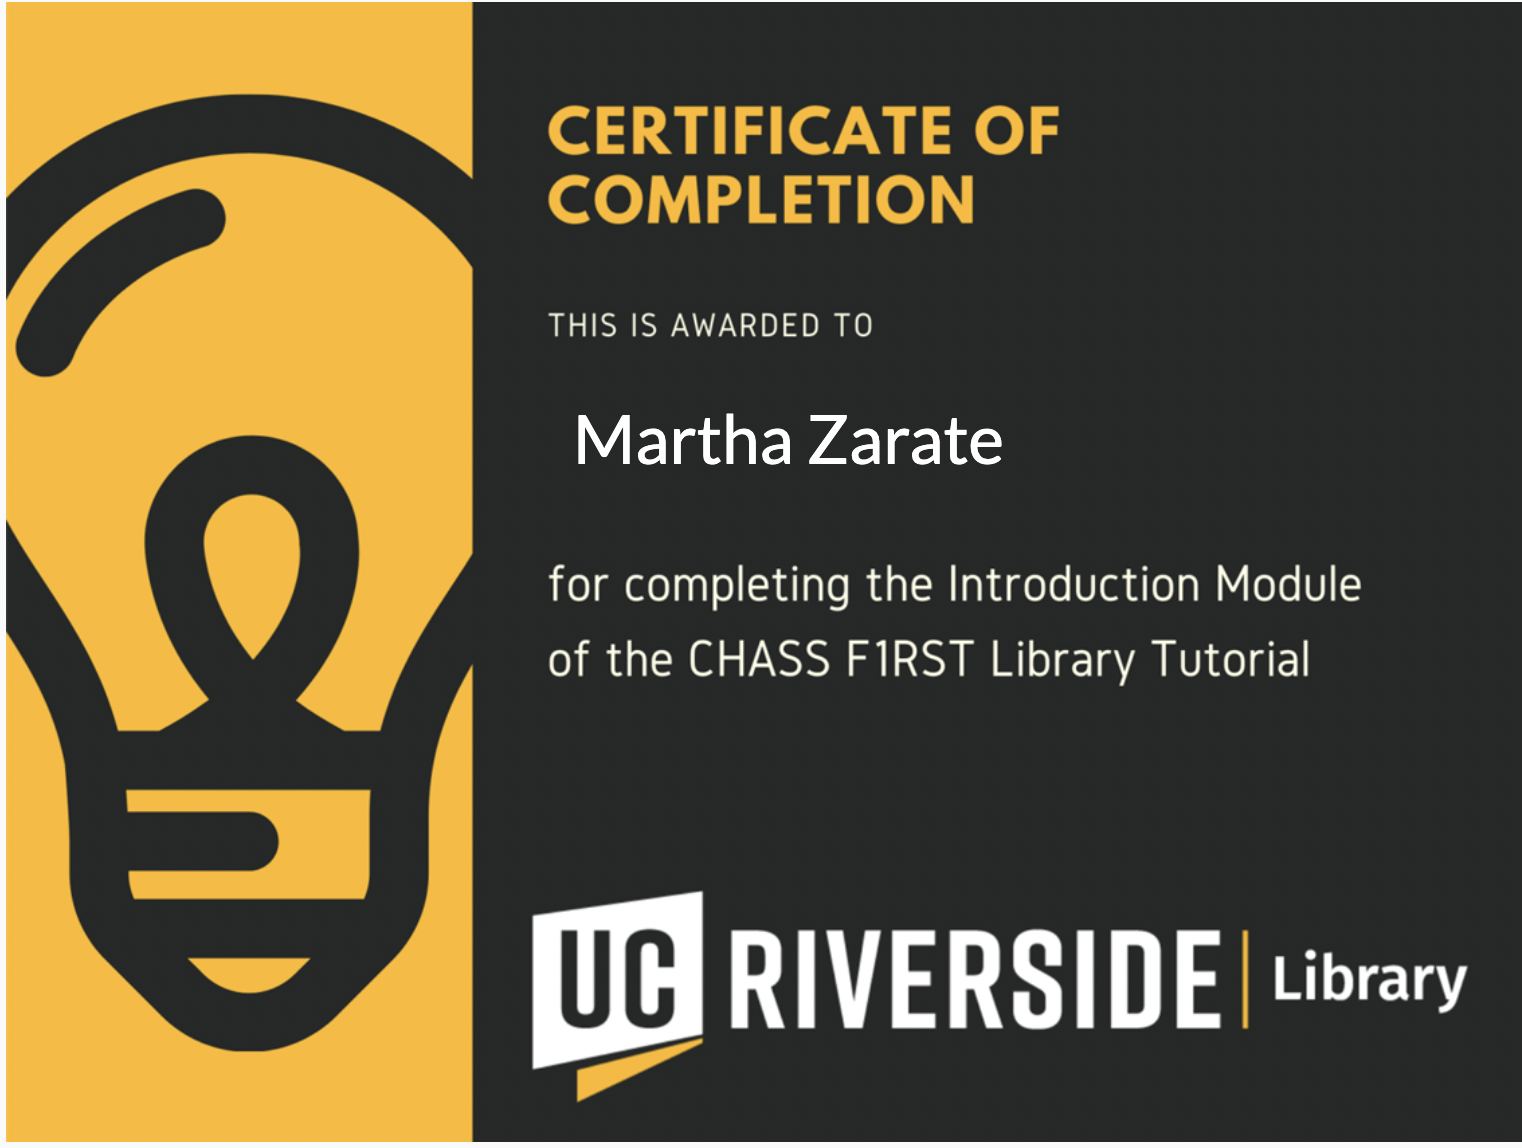 CERTIFICATE OF
COMPLETION
THIS IS AWARDED TO
Martha Zarate
for completing the Introduction Module
of the CHASS F1RST Library Tutorial
UC RIVERSIDE | Library